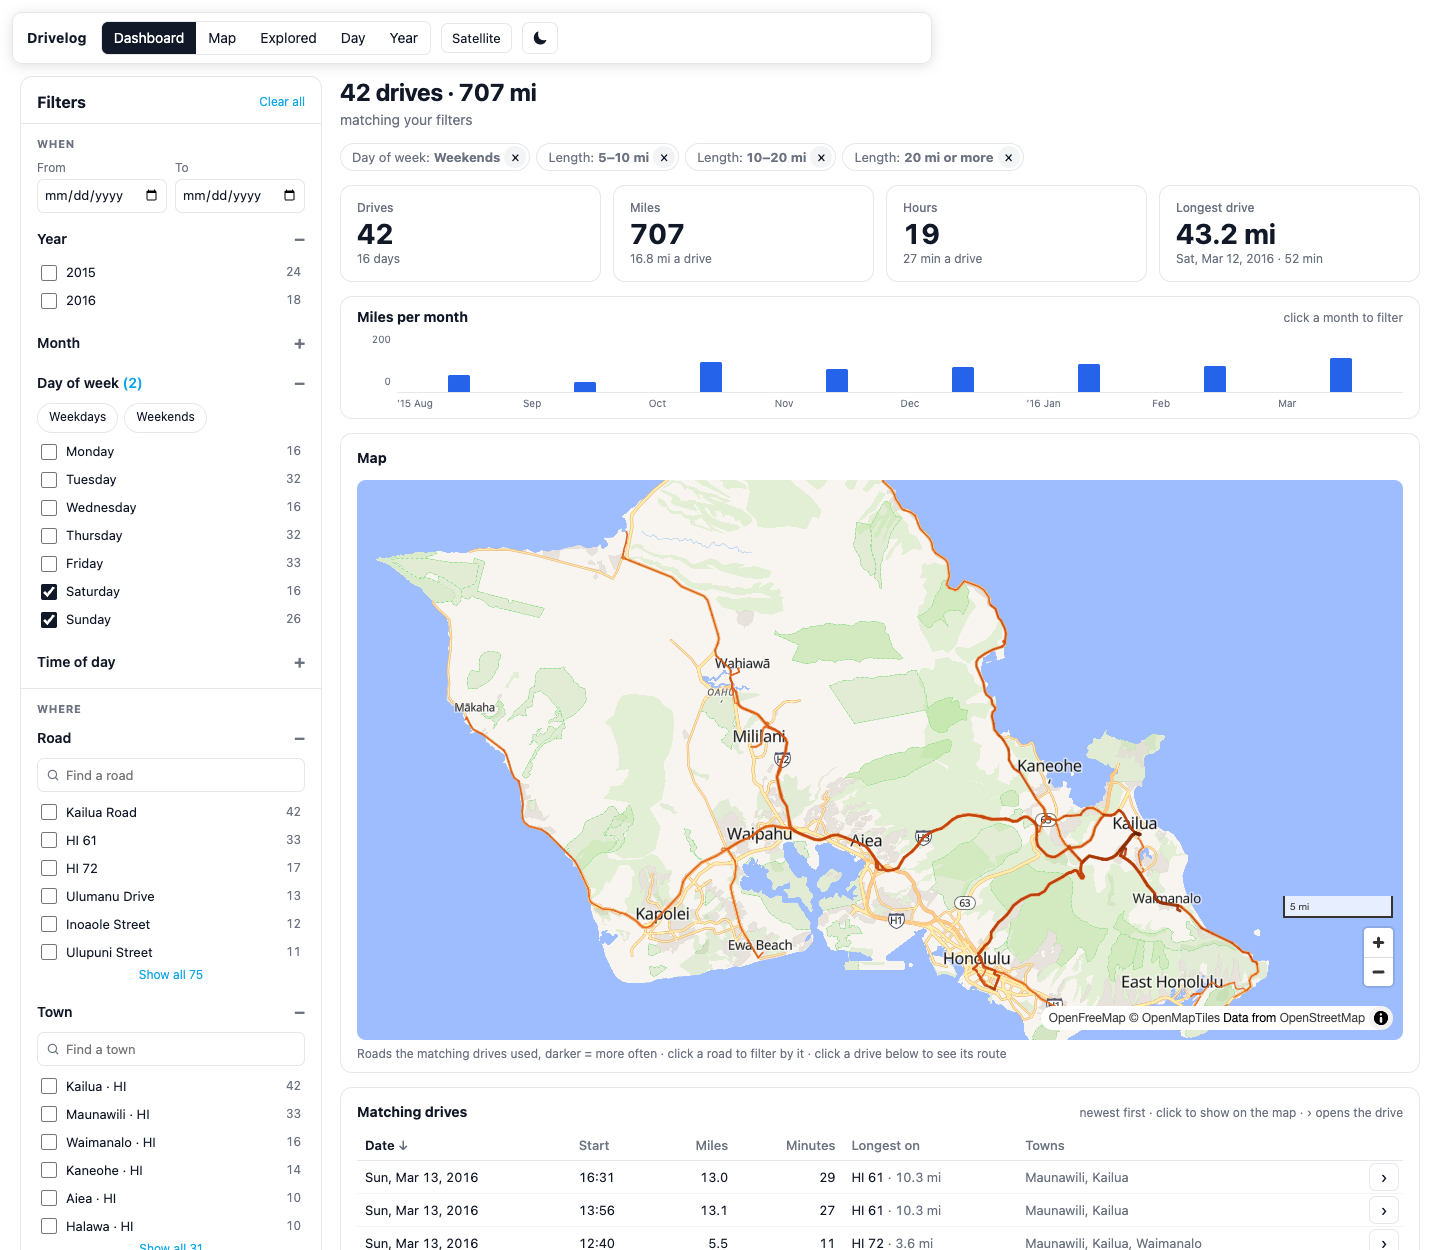 Drivelog Dashboard Map Explored Day Year Satellite
Filters Clear all
WHEN
From To
mm/dd/yyyy mm/dd/yyyy
Year −
2015 24
2016 18
Month +
Day of week (2) −
Weekdays Weekends
Monday 16
Tuesday 32
Wednesday 16
Thursday 32
Friday 33
Saturday 16
Sunday 26
Time of day +
WHERE
Road −
Find a road
Kailua Road 42
HI 61 33
HI 72 17
Ulumanu Drive 13
Inoaole Street 12
Ulupuni Street 11
Show all 75
Town −
Find a town
Kailua · HI 42
Maunawili · HI 33
Waimanalo · HI 16
Kaneohe · HI 14
Aiea · HI 10
Halawa · HI 10
Show all 31
42 drives · 707 mi
matching your filters
Day of week: Weekends × Length: 5–10 mi × Length: 10–20 mi × Length: 20 mi or more ×
Drives
42
16 days
Miles
707
16.8 mi a drive
Hours
19
27 min a drive
Longest drive
43.2 mi
Sat, Mar 12, 2016 · 52 min
Miles per month click a month to filter
200
0
'15 Aug Sep Oct Nov Dec '16 Jan Feb Mar
Map
Wahiawā
OAHU
Mākaha
Mililani
H2
Kaneohe
Waipahu
Aiea
H3
63
Kailua
Kapolei
63
Waimanalo
H1
5 mi
Ewa Beach
Honolulu
East Honolulu
H1
+
−
OpenFreeMap © OpenMapTiles Data from OpenStreetMap
Roads the matching drives used, darker = more often · click a road to filter by it · click a drive below to see its route
Matching drives newest first · click to show on the map · › opens the drive
Date ↓ Start Miles Minutes Longest on Towns
Sun, Mar 13, 2016 16:31 13.0 29 HI 61 · 10.3 mi Maunawili, Kailua ›
Sun, Mar 13, 2016 13:56 13.1 27 HI 61 · 10.3 mi Maunawili, Kailua ›
Sun, Mar 13, 2016 12:40 5.5 11 HI 72 · 3.6 mi Maunawili, Kailua, Waimanalo ›